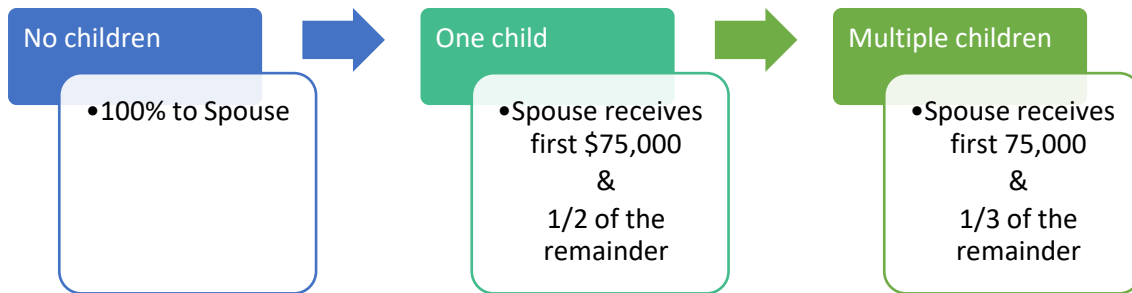 No children
•100% to Spouse
One child
•Spouse receives
first $75,000
&
1/2 of the
remainder
Multiple children
•Spouse receives
first 75,000
&
1/3 of the
remainder